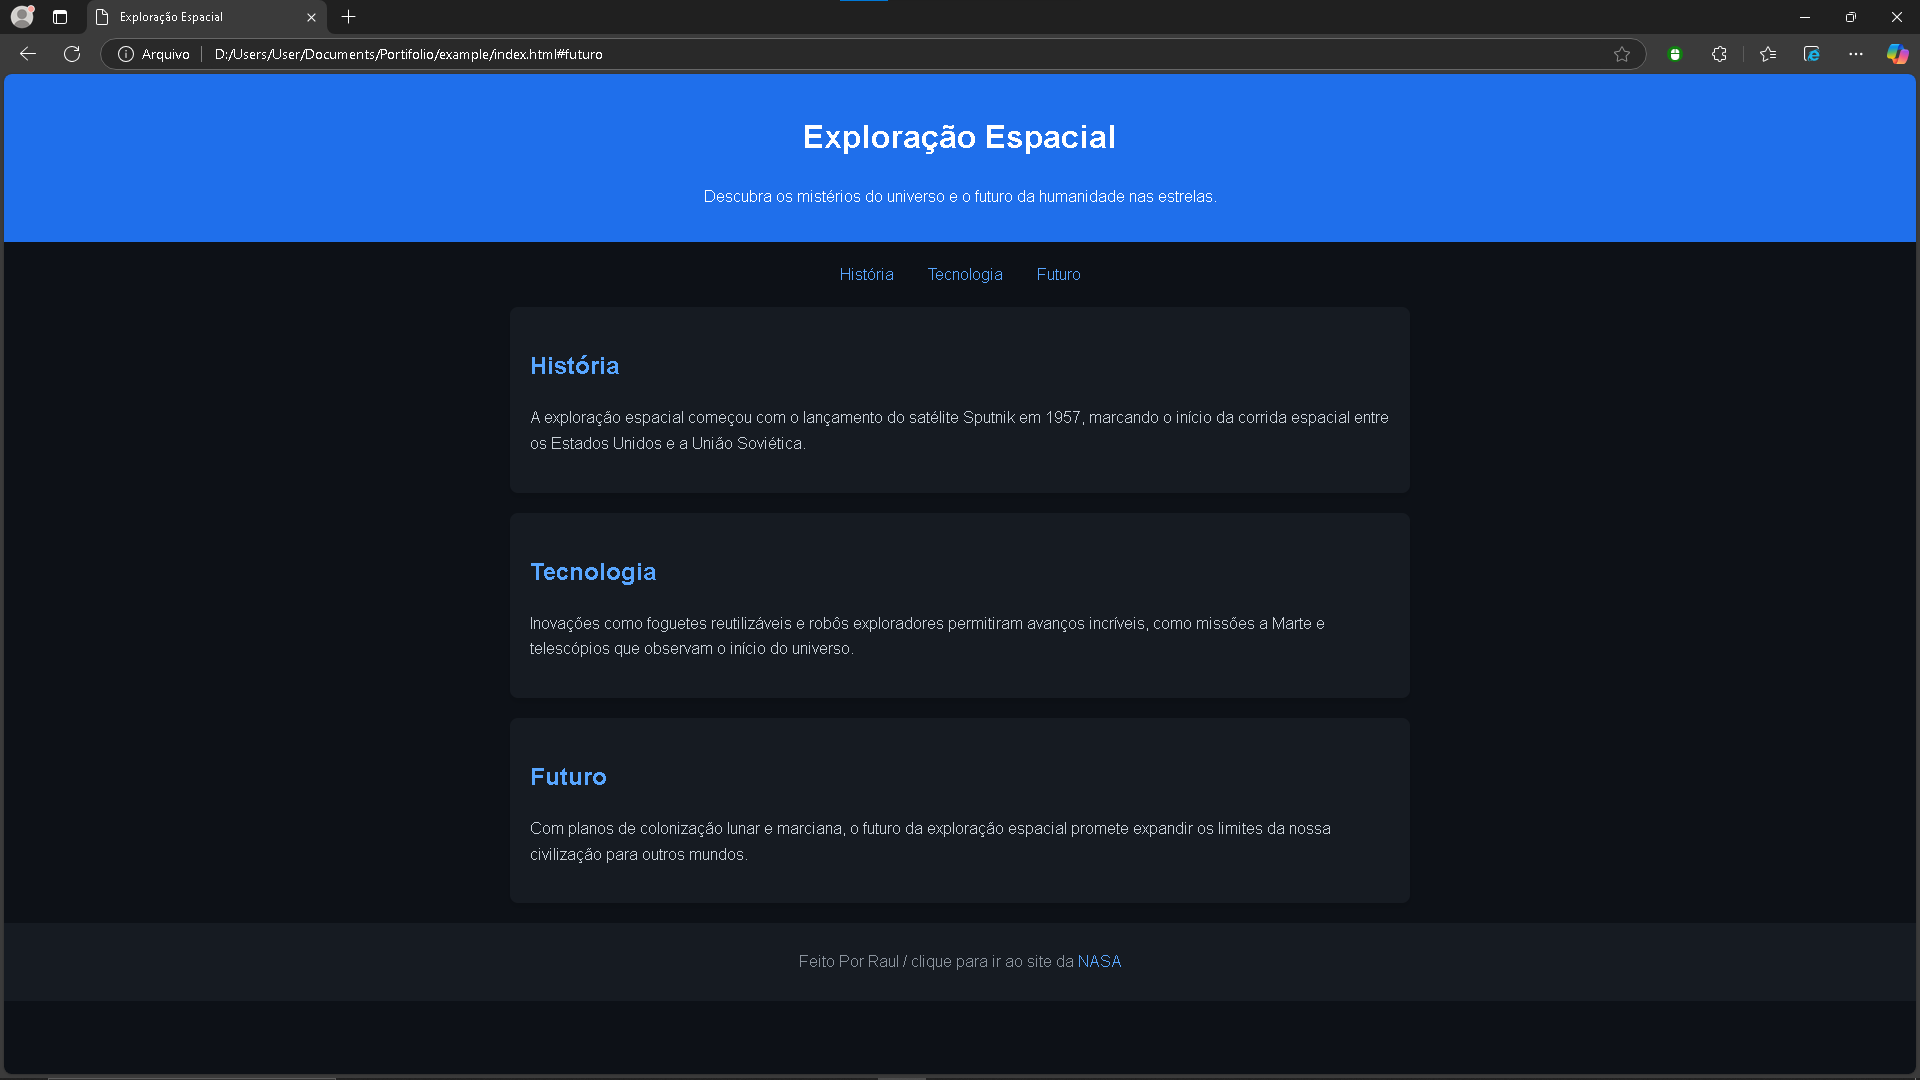 Exploração Espacial
Arquivo
D:/Users/User/Documents/Portifolio/example/index.html#futuro
Exploração Espacial
Descubra os mistérios do universo e o futuro da humanidade nas estrelas.
História Tecnologia Futuro
História
A exploração espacial começou com o lançamento do satélite Sputnik em 1957, marcando o início da corrida espacial entre
os Estados Unidos e a União Soviética.
Tecnologia
Inovações como foguetes reutilizáveis e robôs exploradores permitiram avanços incríveis, como missões a Marte e
telescópios que observam o início do universo.
Futuro
Com planos de colonização lunar e marciana, o futuro da exploração espacial promete expandir os limites da nossa
civilização para outros mundos.
Feito Por Raul / clique para ir ao site da NASA